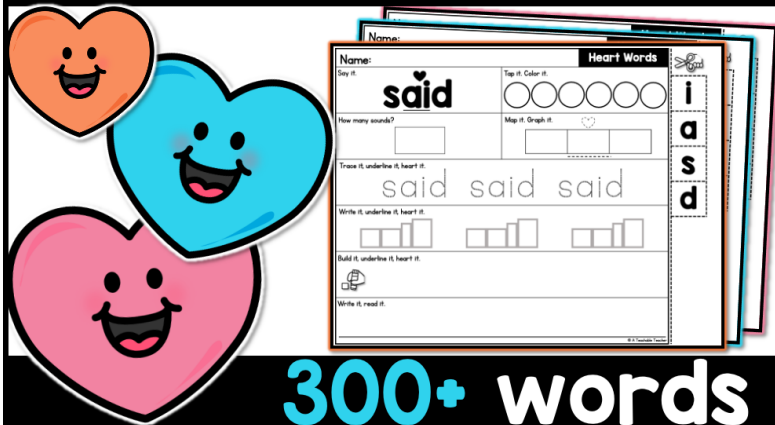 Name:
Name:
Heart Words
Say it.
Tap it. Color it.
said
How many sounds?
Map it. Graph it.
Trace it, underline it, heart it.
said said said
Write it, underline it, heart it.
Build it, underline it, heart it.
Write it, read it.
© A Teachable Teacher
i
a
s
d
300+ words